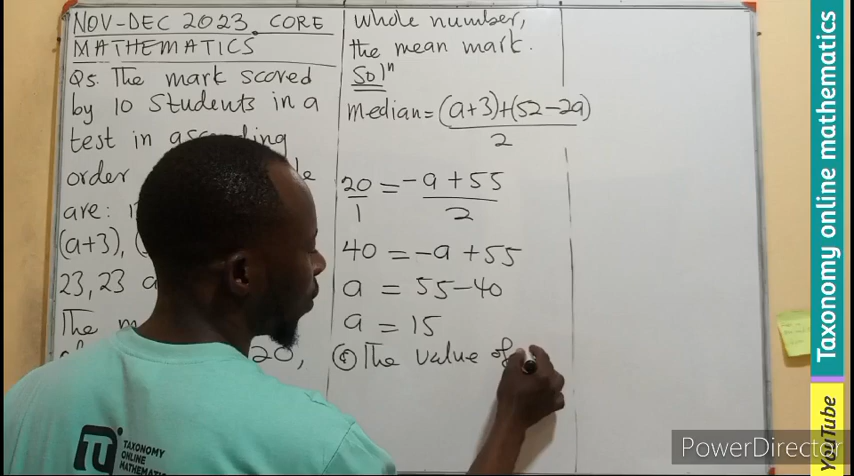 NOV-DEC 2023. CORE
MATHEMATICS
Q5. The mark scored
by 10 Students in a
test in ascending
order
are:
(a+3),
23, 23
The
20,
Whole number,
the mean mark.
Solⁿ
median = (a+3)+(52-2a)
2
20 = -a + 55
1 2
40 = -a + 55
a = 55-40
a = 15
The value of
TAXONOMY
ONLINE
MATHEMATIC
Taxonomy online mathematics
YouTube
PowerDirector